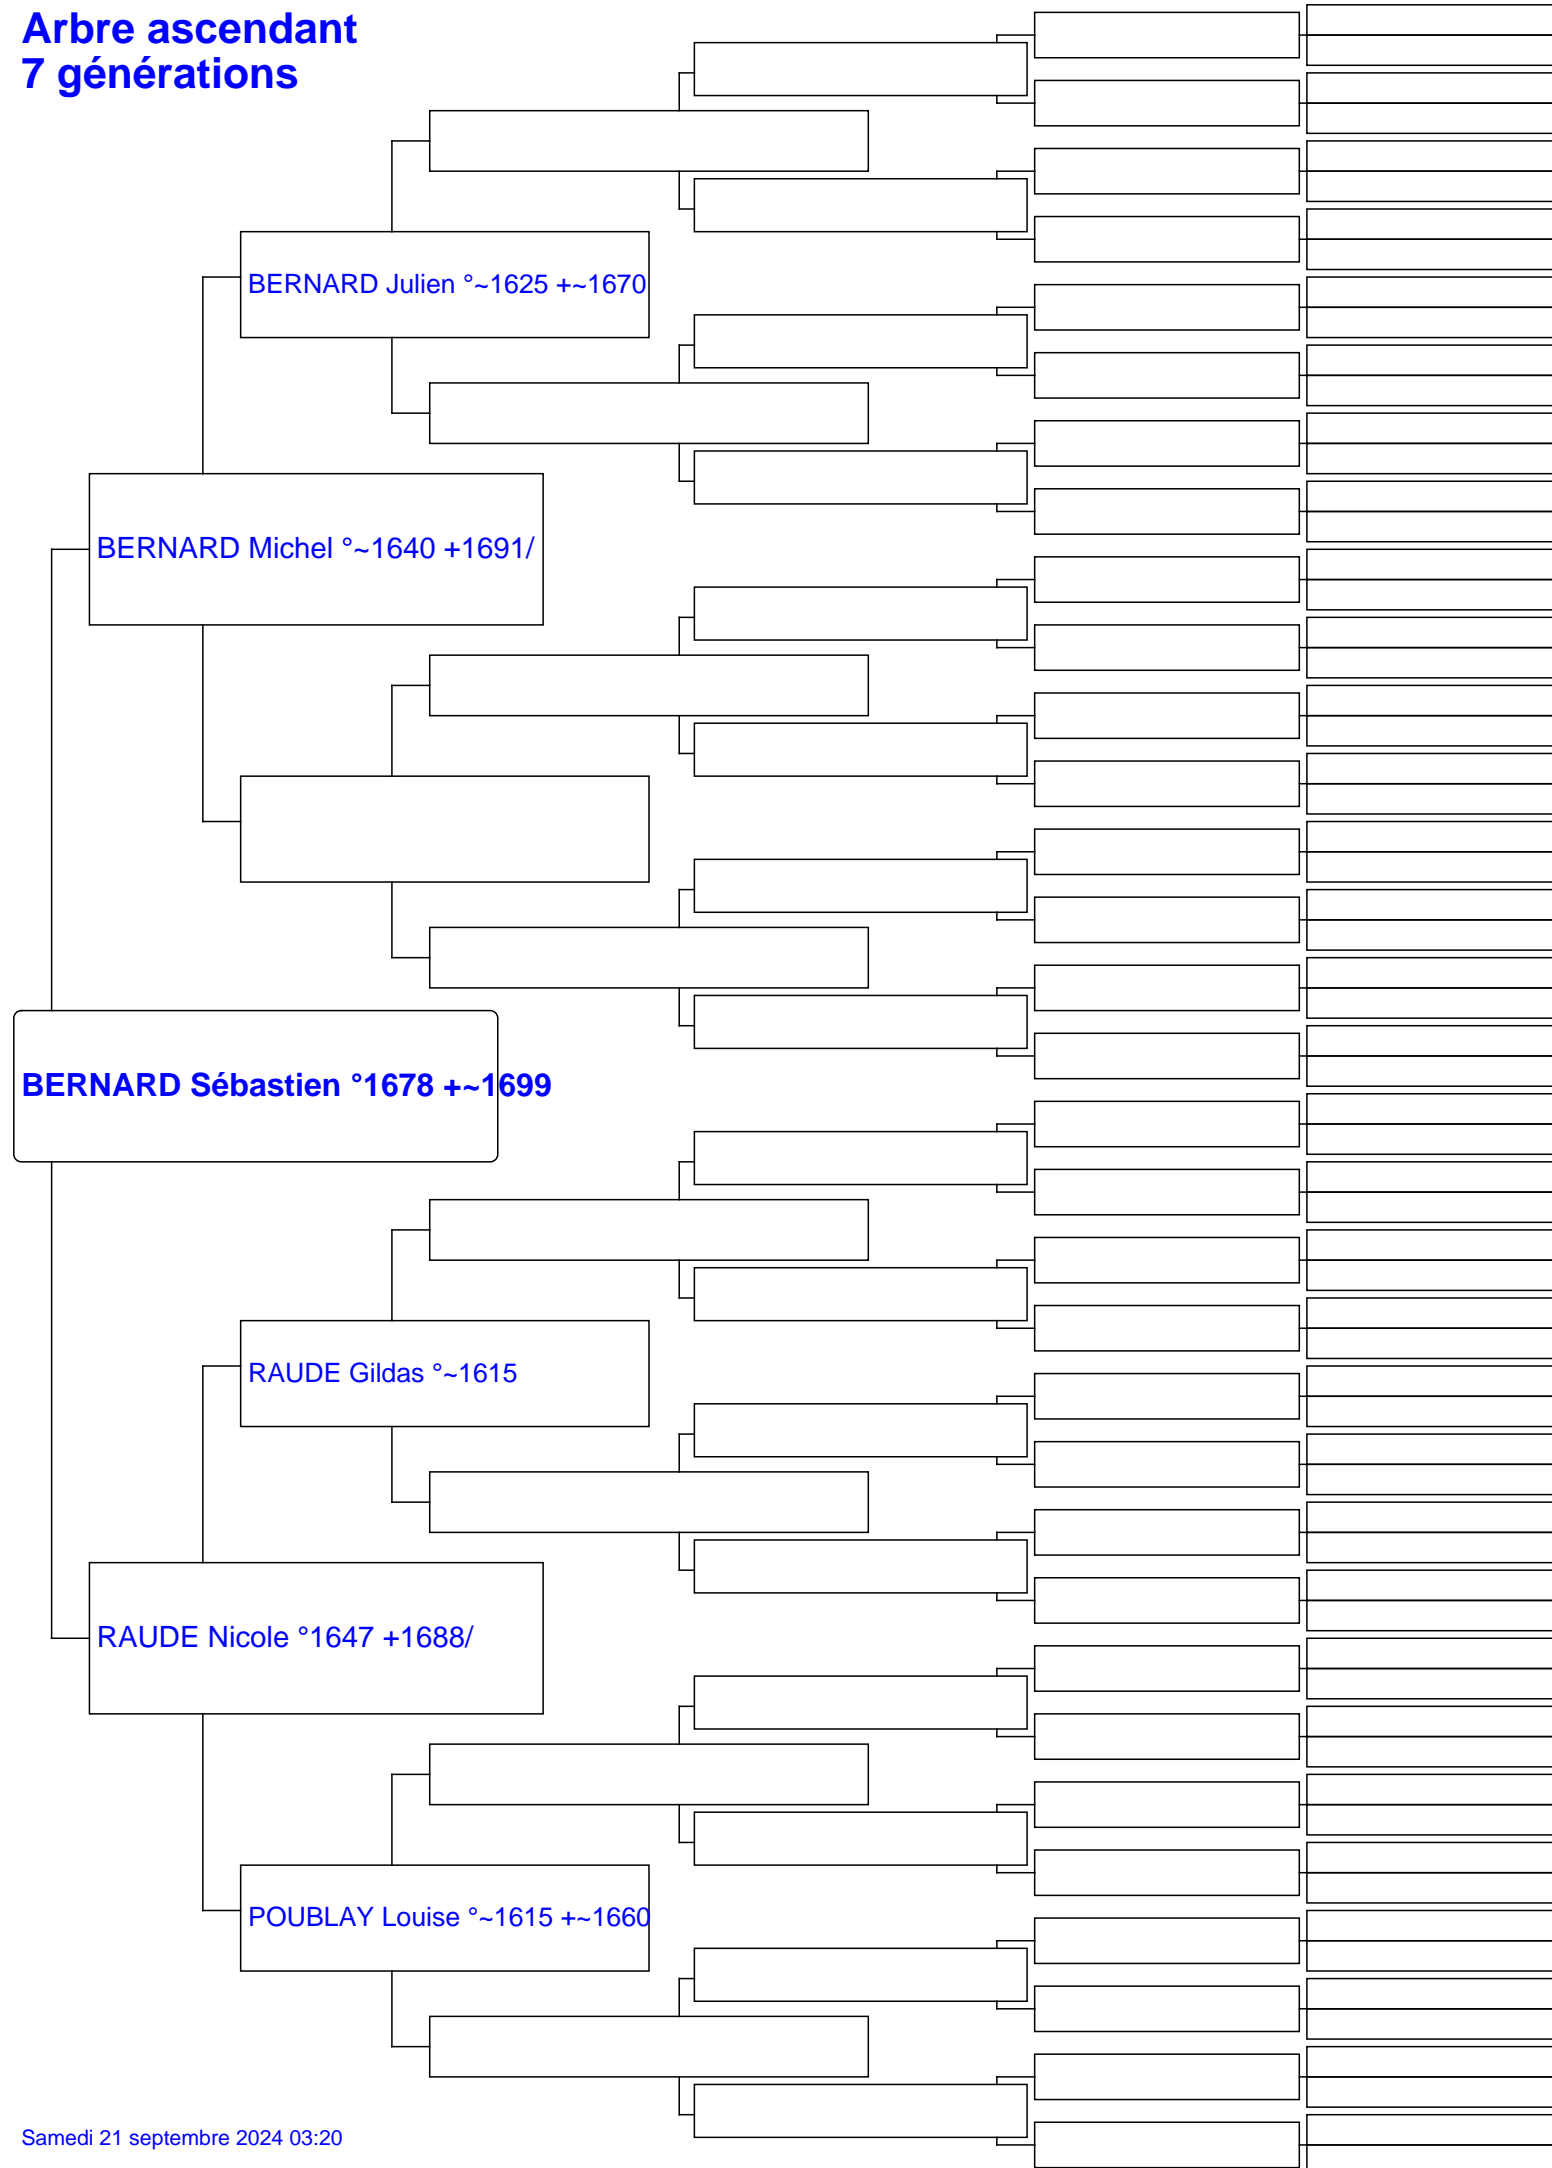 Arbre ascendant
7 générations
BERNARD Julien °~1625 +~1670
BERNARD Michel °~1640 +1691/
BERNARD Sébastien °1678 +~1699
RAUDE Gildas °~1615
RAUDE Nicole °1647 +1688/
POUBLAY Louise °~1615 +~1660
Samedi 21 septembre 2024 03:20